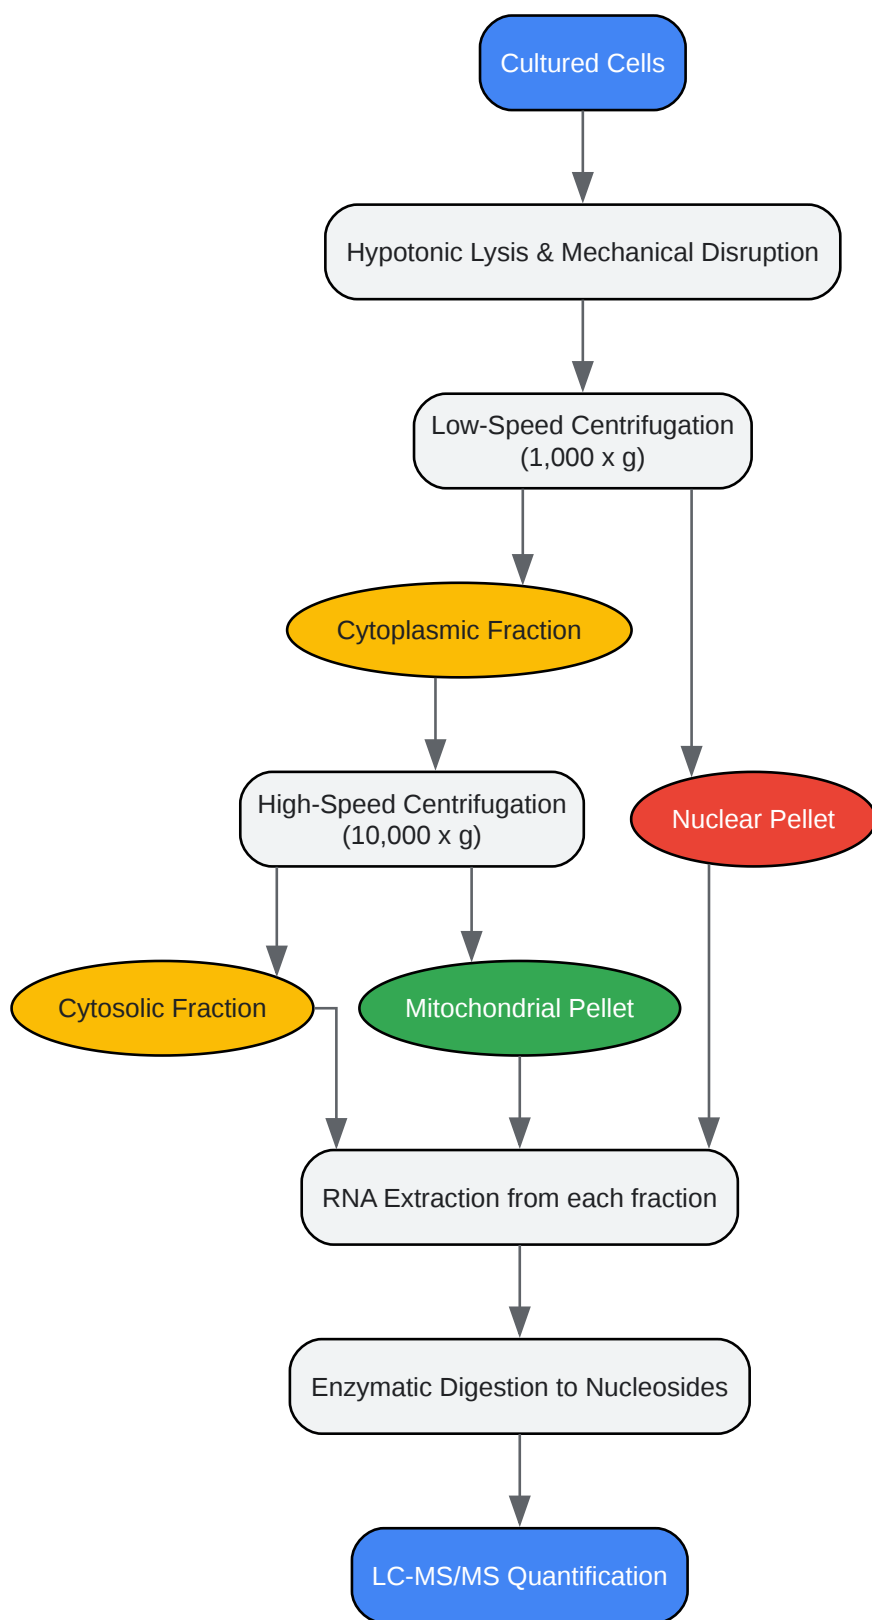 Cultured Cells
Hypotonic Lysis & Mechanical Disruption
Low-Speed Centrifugation
(1,000 x g)
Cytoplasmic Fraction
High-Speed Centrifugation
(10,000 x g)
Nuclear Pellet
Cytosolic Fraction
Mitochondrial Pellet
RNA Extraction from each fraction
Enzymatic Digestion to Nucleosides
LC-MS/MS Quantification